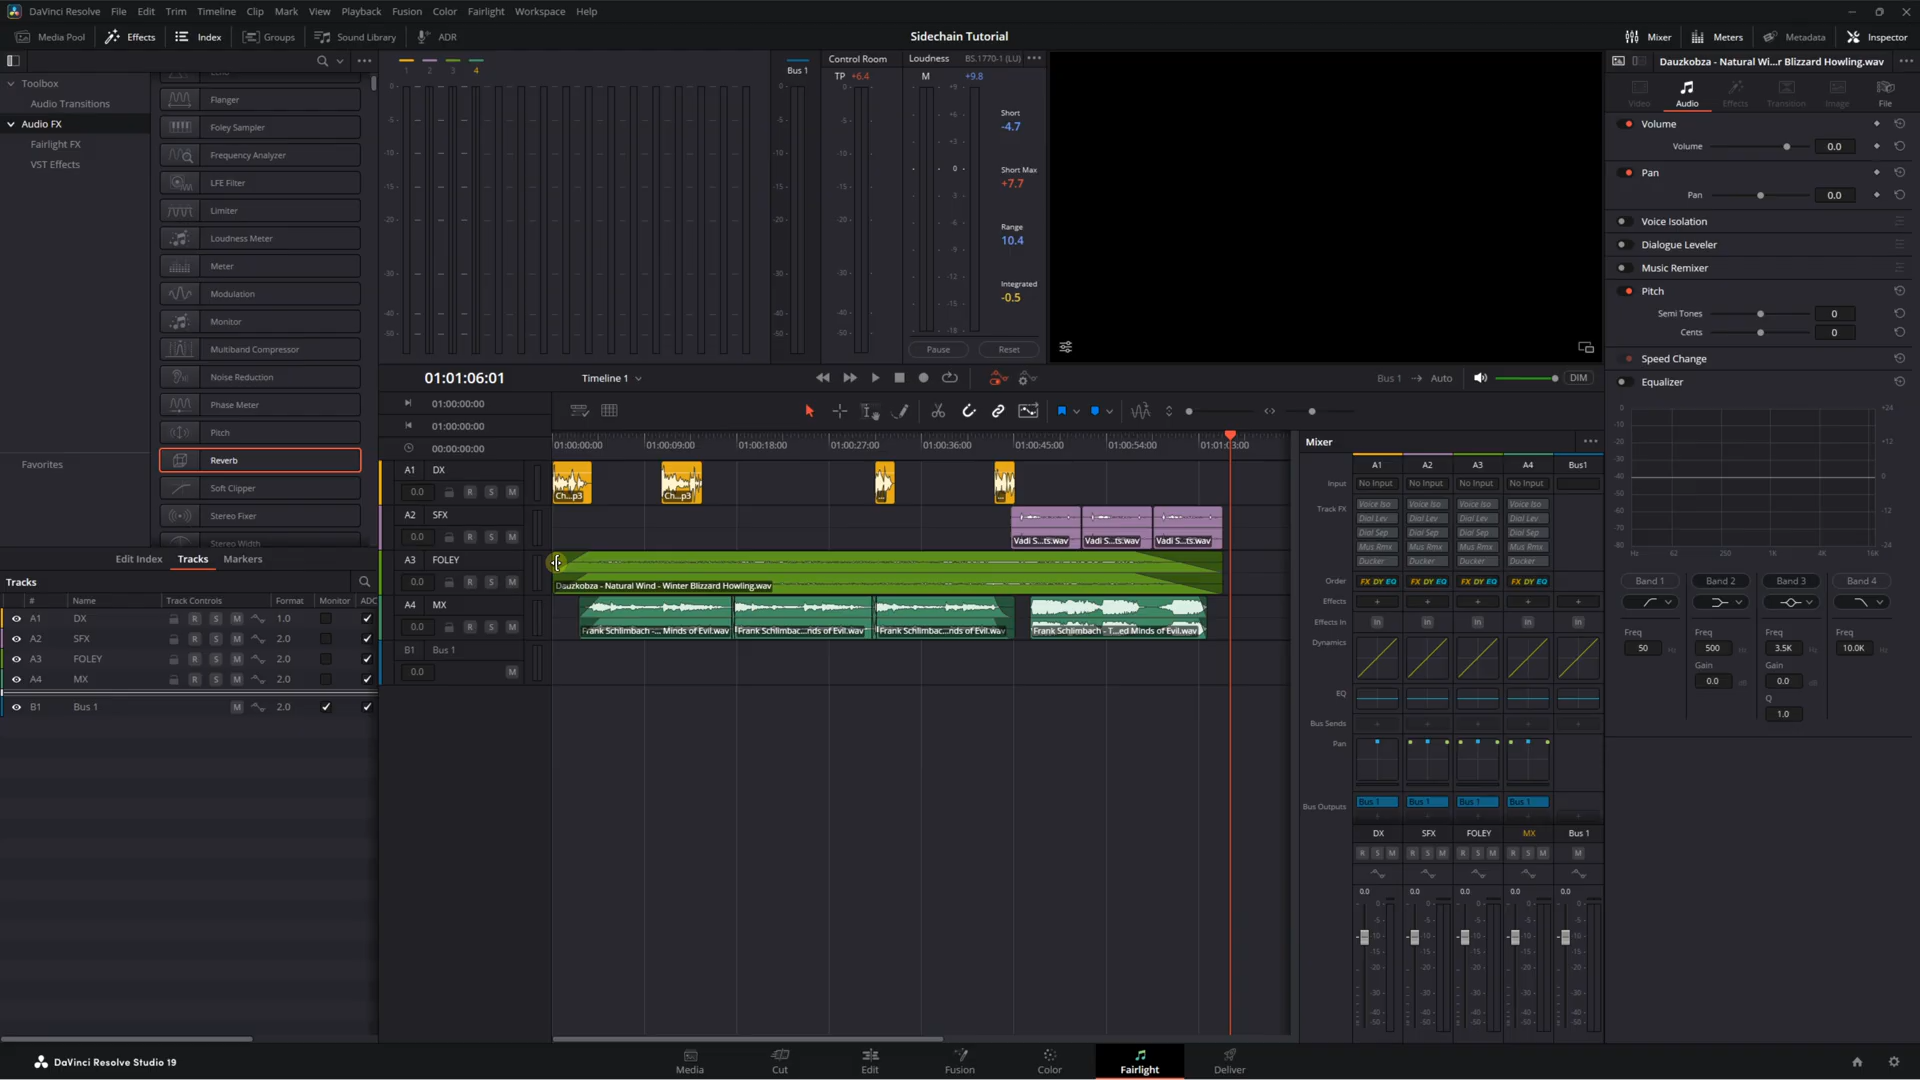 DaVinci Resolve File Edit Trim Timeline Clip Mark View Playback Fusion Color Fairlight Workspace Help
Media Pool Effects Index Groups Sound Library ADR Sidechain Tutorial Mixer Meters Metadata Inspector
Toolbox
Audio Transitions
Audio FX
Fairlight FX
VST Effects
Favorites
Flanger
Foley Sampler
Frequency Analyzer
LFE Filter
Limiter
Loudness Meter
Meter
Modulation
Monitor
Multiband Compressor
Noise Reduction
Phase Meter
Pitch
Reverb
Soft Clipper
Stereo Fixer
Stereo Width
1 2 3 4
Bus 1
Control Room
TP +6.4
Loudness BS.1770-1 (LU)
M +9.8
Short
-4.7
Short Max
+7.7
Range
10.4
Integrated
-0.5
Pause Reset
Dauzkobza - Natural Wi...r Blizzard Howling.wav
Video Audio Effects Transition Image File
Volume
Volume 0.0
Pan
Pan 0.0
Voice Isolation
Dialogue Leveler
Music Remixer
Pitch
Semi Tones 0
Cents 0
Speed Change
Equalizer
Hz 62 250 1K 4K 16K
Band 1 Band 2 Band 3 Band 4
Freq Freq Freq Freq
50 Hz 500 Hz 3.5K Hz 10.0K Hz
Gain Gain
0.0 dB 0.0 dB
Q
1.0
01:01:06:01 Timeline 1 Bus 1 Auto DIM
01:00:00:00
01:00:00:00
00:00:00:00
01:00:00:00 01:00:09:00 01:00:18:00 01:00:27:00 01:00:36:00 01:00:45:00 01:00:54:00 01:01:03:00
A1 DX
0.0 R S M
Ch...p3 Ch...p3
A2 SFX
0.0 R S M
Vadi S...ts.wav Vadi S...ts.wav Vadi S...ts.wav
A3 FOLEY
0.0 R S M
Dauzkobza - Natural Wind - Winter Blizzard Howling.wav
A4 MX
0.0 R S M
Frank Schlimbach -... Minds of Evil.wav Frank Schlimbac...nds of Evil.wav Frank Schlimbac...nds of Evil.wav Frank Schlimbach - T...ed Minds of Evil.wav
B1 Bus 1
0.0 M
Edit Index Tracks Markers
Tracks
# Name Track Controls Format Monitor ADC
A1 DX R S M 1.0
A2 SFX R S M 2.0
A3 FOLEY R S M 2.0
A4 MX R S M 2.0
B1 Bus 1 M 2.0
Mixer
A1 A2 A3 A4 Bus1
Input No Input No Input No Input No Input
Track FX Voice Iso Voice Iso Voice Iso Voice Iso
Dial Lev Dial Lev Dial Lev Dial Lev
Dial Sep Dial Sep Dial Sep Dial Sep
Mus Rmx Mus Rmx Mus Rmx Mus Rmx
Ducker Ducker Ducker Ducker
Order FX DY EQ FX DY EQ FX DY EQ FX DY EQ
Effects
Effects In
Dynamics
EQ
Bus Sends
Pan
Bus Outputs Bus 1 Bus 1 Bus 1 Bus 1
DX SFX FOLEY MX Bus 1
R S M R S M R S M R S M M
0.0 0.0 0.0 0.0 0.0
DaVinci Resolve Studio 19
Media Cut Edit Fusion Color Fairlight Deliver